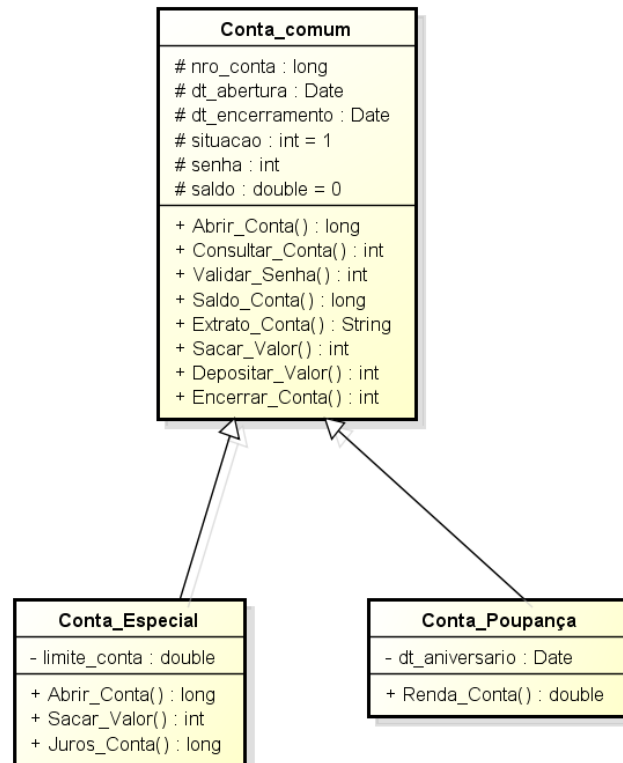 Conta_comum
# nro_conta : long
# dt_abertura : Date
# dt_encerramento : Date
# situacao : int = 1
# senha : int
# saldo : double = 0
+ Abrir_Conta() : long
+ Consultar_Conta() : int
+ Validar_Senha() : int
+ Saldo_Conta() : long
+ Extrato_Conta() : String
+ Sacar_Valor() : int
+ Depositar_Valor() : int
+ Encerrar_Conta() : int
Conta_Especial
- limite_conta : double
+ Abrir_Conta() : long
+ Sacar_Valor() : int
+ Juros_Conta() : long
Conta_Poupança
- dt_aniversario : Date
+ Renda_Conta() : double